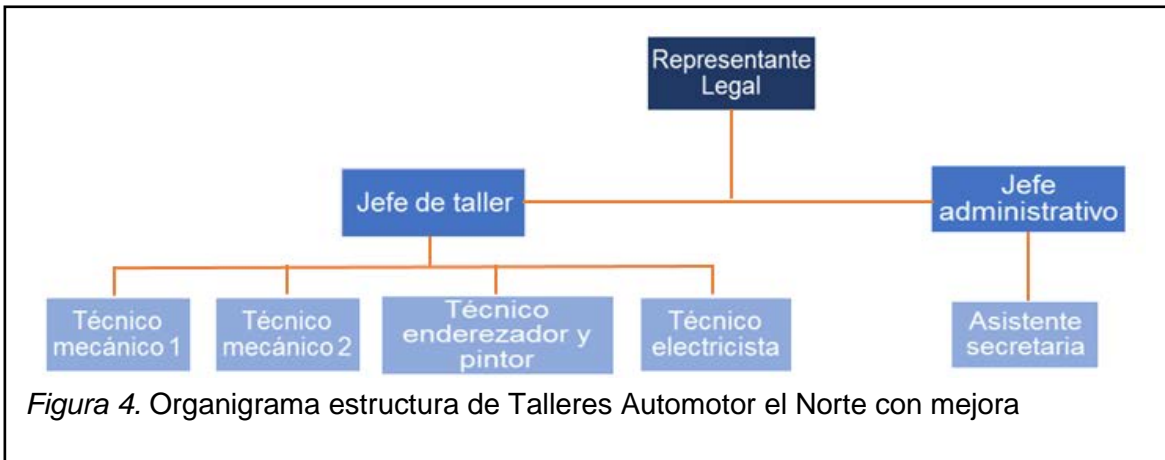 Representante
Legal
Jefe de taller
Jefe
administrativo
Técnico
mecánico 1
Técnico
mecánico 2
Técnico
enderezador y
pintor
Técnico
electricista
Asistente
secretaria
Figura 4. Organigrama estructura de Talleres Automotor el Norte con mejora